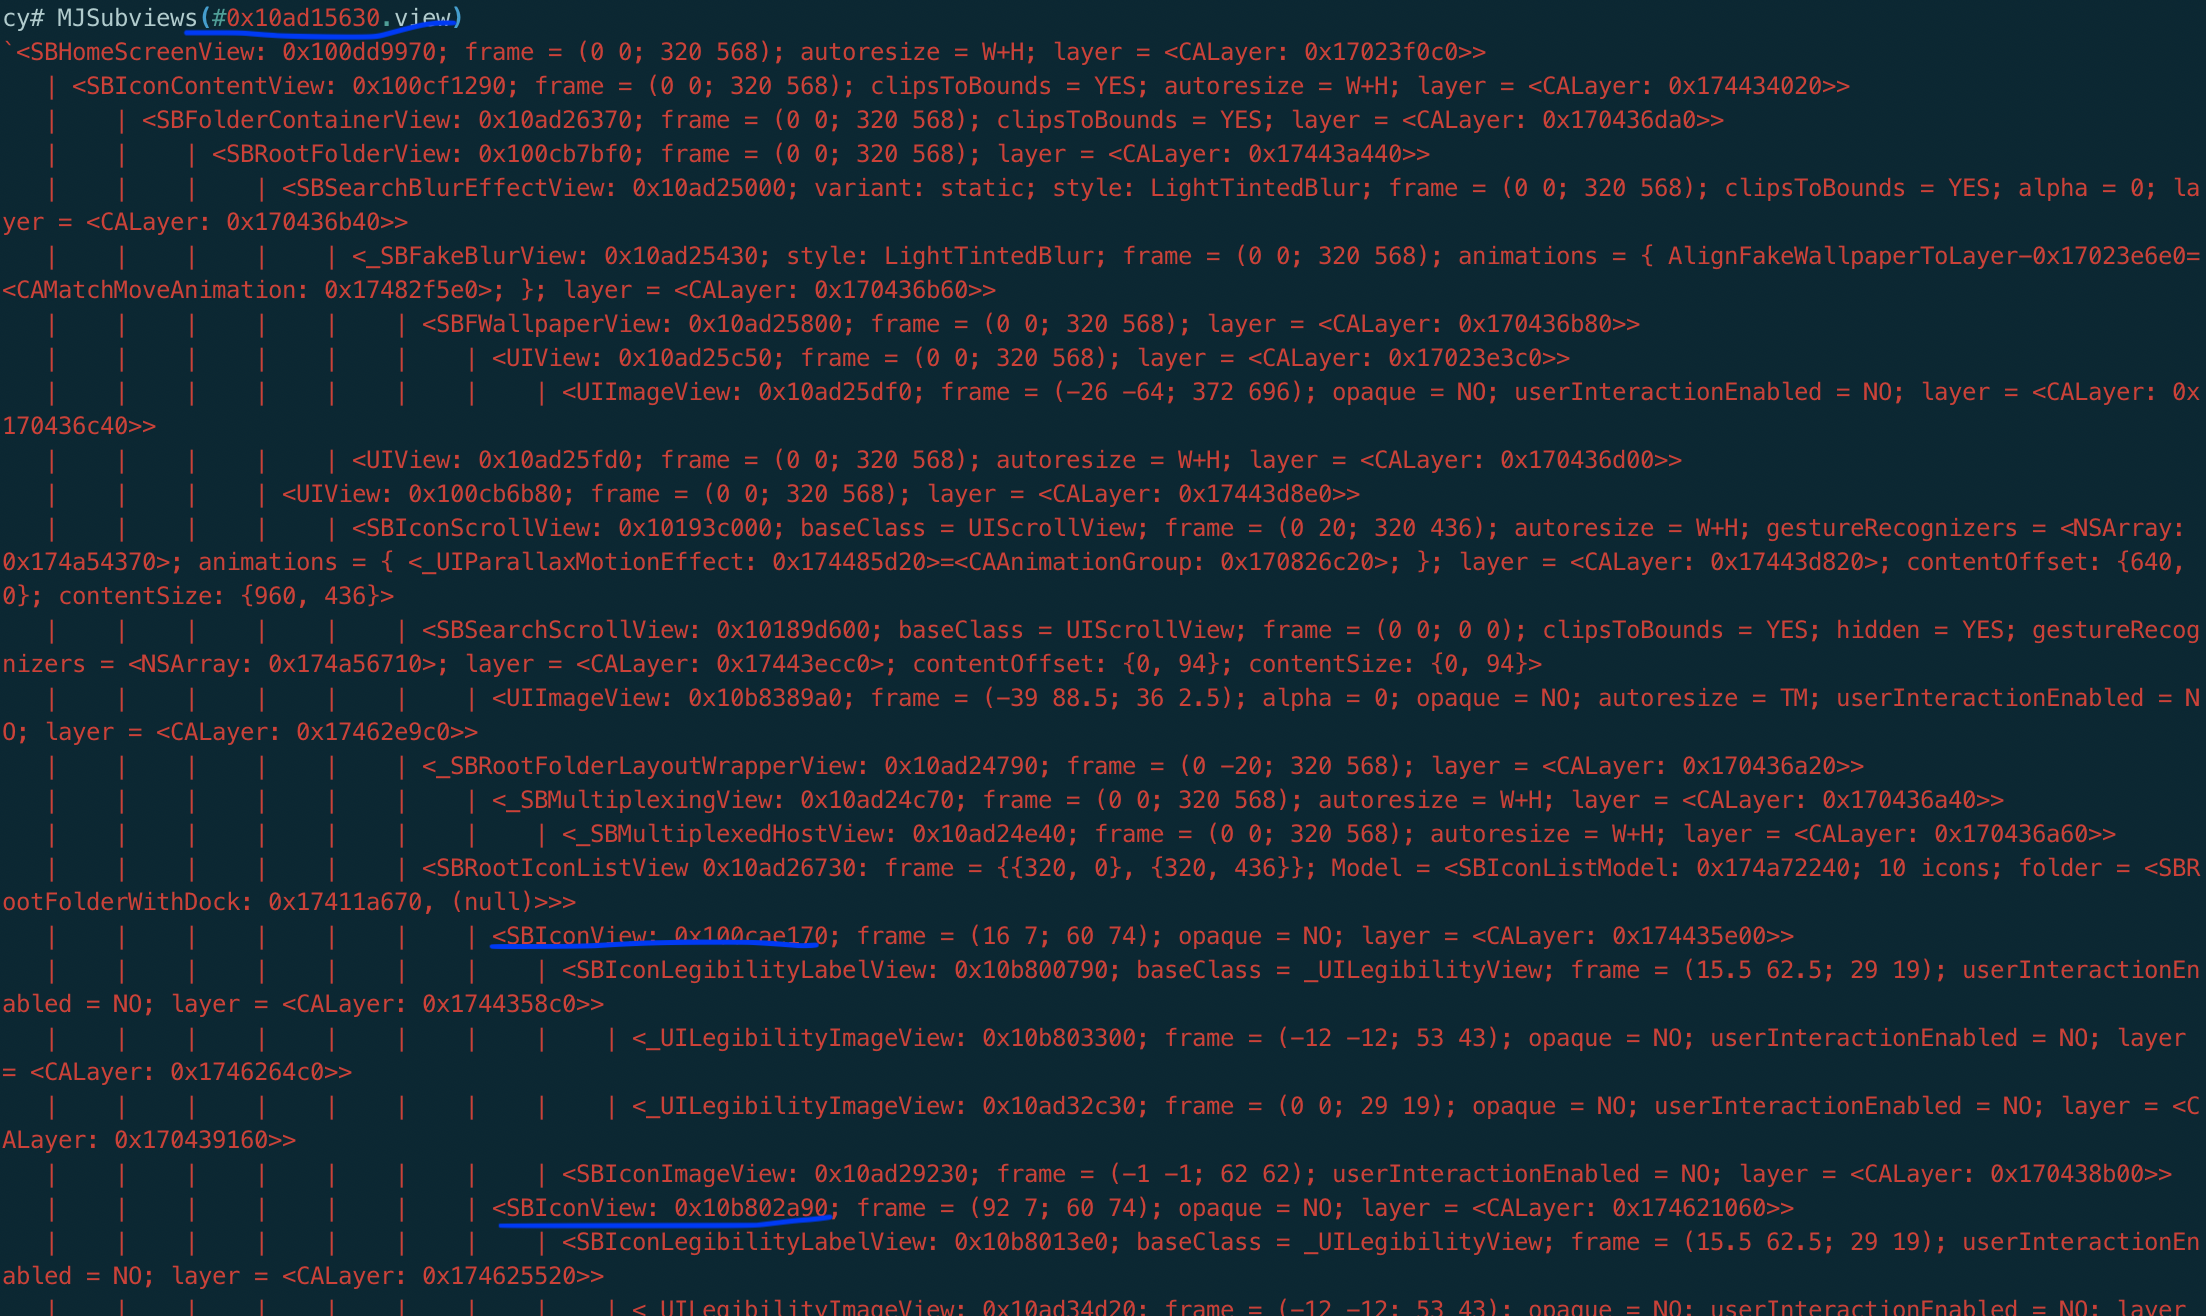 cy# MJSubviews(#0x10ad15630.view)
`<SBHomeScreenView: 0x100dd9970; frame = (0 0; 320 568); autoresize = W+H; layer = <CALayer: 0x17023f0c0>>
   | <SBIconContentView: 0x100cf1290; frame = (0 0; 320 568); clipsToBounds = YES; autoresize = W+H; layer = <CALayer: 0x174434020>>
   |    | <SBFolderContainerView: 0x10ad26370; frame = (0 0; 320 568); clipsToBounds = YES; layer = <CALayer: 0x170436da0>>
   |    |    | <SBRootFolderView: 0x100cb7bf0; frame = (0 0; 320 568); layer = <CALayer: 0x17443a440>>
   |    |    |    | <SBSearchBlurEffectView: 0x10ad25000; variant: static; style: LightTintedBlur; frame = (0 0; 320 568); clipsToBounds = YES; alpha = 0; la
yer = <CALayer: 0x170436b40>>
   |    |    |    |    | <_SBFakeBlurView: 0x10ad25430; style: LightTintedBlur; frame = (0 0; 320 568); animations = { AlignFakeWallpaperToLayer-0x17023e6e0=
<CAMatchMoveAnimation: 0x17482f5e0>; }; layer = <CALayer: 0x170436b60>>
   |    |    |    |    |    | <SBFWallpaperView: 0x10ad25800; frame = (0 0; 320 568); layer = <CALayer: 0x170436b80>>
   |    |    |    |    |    |    | <UIView: 0x10ad25c50; frame = (0 0; 320 568); layer = <CALayer: 0x17023e3c0>>
   |    |    |    |    |    |    |    | <UIImageView: 0x10ad25df0; frame = (-26 -64; 372 696); opaque = NO; userInteractionEnabled = NO; layer = <CALayer: 0x
170436c40>>
   |    |    |    |    | <UIView: 0x10ad25fd0; frame = (0 0; 320 568); autoresize = W+H; layer = <CALayer: 0x170436d00>>
   |    |    |    | <UIView: 0x100cb6b80; frame = (0 0; 320 568); layer = <CALayer: 0x17443d8e0>>
   |    |    |    |    | <SBIconScrollView: 0x10193c000; baseClass = UIScrollView; frame = (0 20; 320 436); autoresize = W+H; gestureRecognizers = <NSArray:
0x174a54370>; animations = { <_UIParallaxMotionEffect: 0x174485d20>=<CAAnimationGroup: 0x170826c20>; }; layer = <CALayer: 0x17443d820>; contentOffset: {640,
0}; contentSize: {960, 436}>
   |    |    |    |    |    | <SBSearchScrollView: 0x10189d600; baseClass = UIScrollView; frame = (0 0; 0 0); clipsToBounds = YES; hidden = YES; gestureRecog
nizers = <NSArray: 0x174a56710>; layer = <CALayer: 0x17443ecc0>; contentOffset: {0, 94}; contentSize: {0, 94}>
   |    |    |    |    |    |    | <UIImageView: 0x10b8389a0; frame = (-39 88.5; 36 2.5); alpha = 0; opaque = NO; autoresize = TM; userInteractionEnabled = N
O; layer = <CALayer: 0x17462e9c0>>
   |    |    |    |    |    | <_SBRootFolderLayoutWrapperView: 0x10ad24790; frame = (0 -20; 320 568); layer = <CALayer: 0x170436a20>>
   |    |    |    |    |    |    | <_SBMultiplexingView: 0x10ad24c70; frame = (0 0; 320 568); autoresize = W+H; layer = <CALayer: 0x170436a40>>
   |    |    |    |    |    |    |    | <_SBMultiplexedHostView: 0x10ad24e40; frame = (0 0; 320 568); autoresize = W+H; layer = <CALayer: 0x170436a60>>
   |    |    |    |    |    | <SBRootIconListView 0x10ad26730: frame = {{320, 0}, {320, 436}}; Model = <SBIconListModel: 0x174a72240; 10 icons; folder = <SBR
ootFolderWithDock: 0x17411a670, (null)>>>
   |    |    |    |    |    |    | <SBIconView: 0x100cae170; frame = (16 7; 60 74); opaque = NO; layer = <CALayer: 0x174435e00>>
   |    |    |    |    |    |    |    | <SBIconLegibilityLabelView: 0x10b800790; baseClass = _UILegibilityView; frame = (15.5 62.5; 29 19); userInteractionEn
abled = NO; layer = <CALayer: 0x1744358c0>>
   |    |    |    |    |    |    |    |    | <_UILegibilityImageView: 0x10b803300; frame = (-12 -12; 53 43); opaque = NO; userInteractionEnabled = NO; layer
= <CALayer: 0x1746264c0>>
   |    |    |    |    |    |    |    |    | <_UILegibilityImageView: 0x10ad32c30; frame = (0 0; 29 19); opaque = NO; userInteractionEnabled = NO; layer = <C
ALayer: 0x170439160>>
   |    |    |    |    |    |    |    | <SBIconImageView: 0x10ad29230; frame = (-1 -1; 62 62); userInteractionEnabled = NO; layer = <CALayer: 0x170438b00>>
   |    |    |    |    |    |    | <SBIconView: 0x10b802a90; frame = (92 7; 60 74); opaque = NO; layer = <CALayer: 0x174621060>>
   |    |    |    |    |    |    |    | <SBIconLegibilityLabelView: 0x10b8013e0; baseClass = _UILegibilityView; frame = (15.5 62.5; 29 19); userInteractionEn
abled = NO; layer = <CALayer: 0x174625520>>
   |    |    |    |    |    |    |    |    | <_UILegibilityImageView: 0x10ad34d20; frame = (-12 -12; 53 43); opaque = NO; userInteractionEnabled = NO; layer